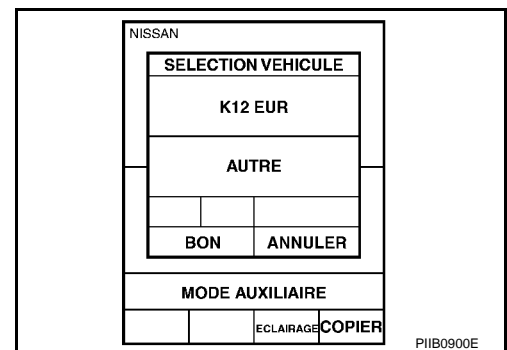 NISSAN
SELECTION VEHICULE
K12 EUR
AUTRE
BON ANNULER
MODE AUXILIAIRE
ECLAIRAGE COPIER
PIIB0900E